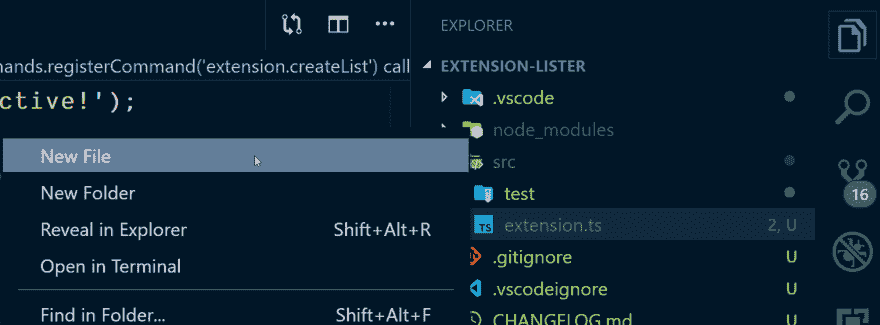 EXPLORER
ands.registerCommand('extension.createList') call
EXTENSION-LISTER
ctive!');
.vscode
node_modules
New File
src
New Folder
test
Reveal in Explorer Shift+Alt+R
TS extension.ts 2, U
16
Open in Terminal
.gitignore U
.vscodeignore U
Find in Folder... Shift+Alt+F
CHANGELOG.md U